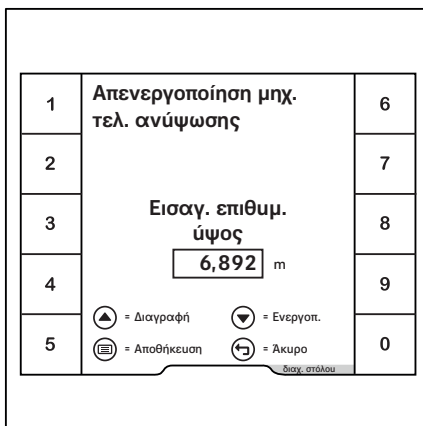 1
Απενεργοποίηση μηχ.
6
τελ. ανύψωσης
2
7
3
Εισαγ. επιθυμ.
8
ύψος
4
6,892 m
9
= Διαγραφή = Ενεργοπ.
5
= Αποθήκευση = Άκυρο
0
διαχ. στόλου